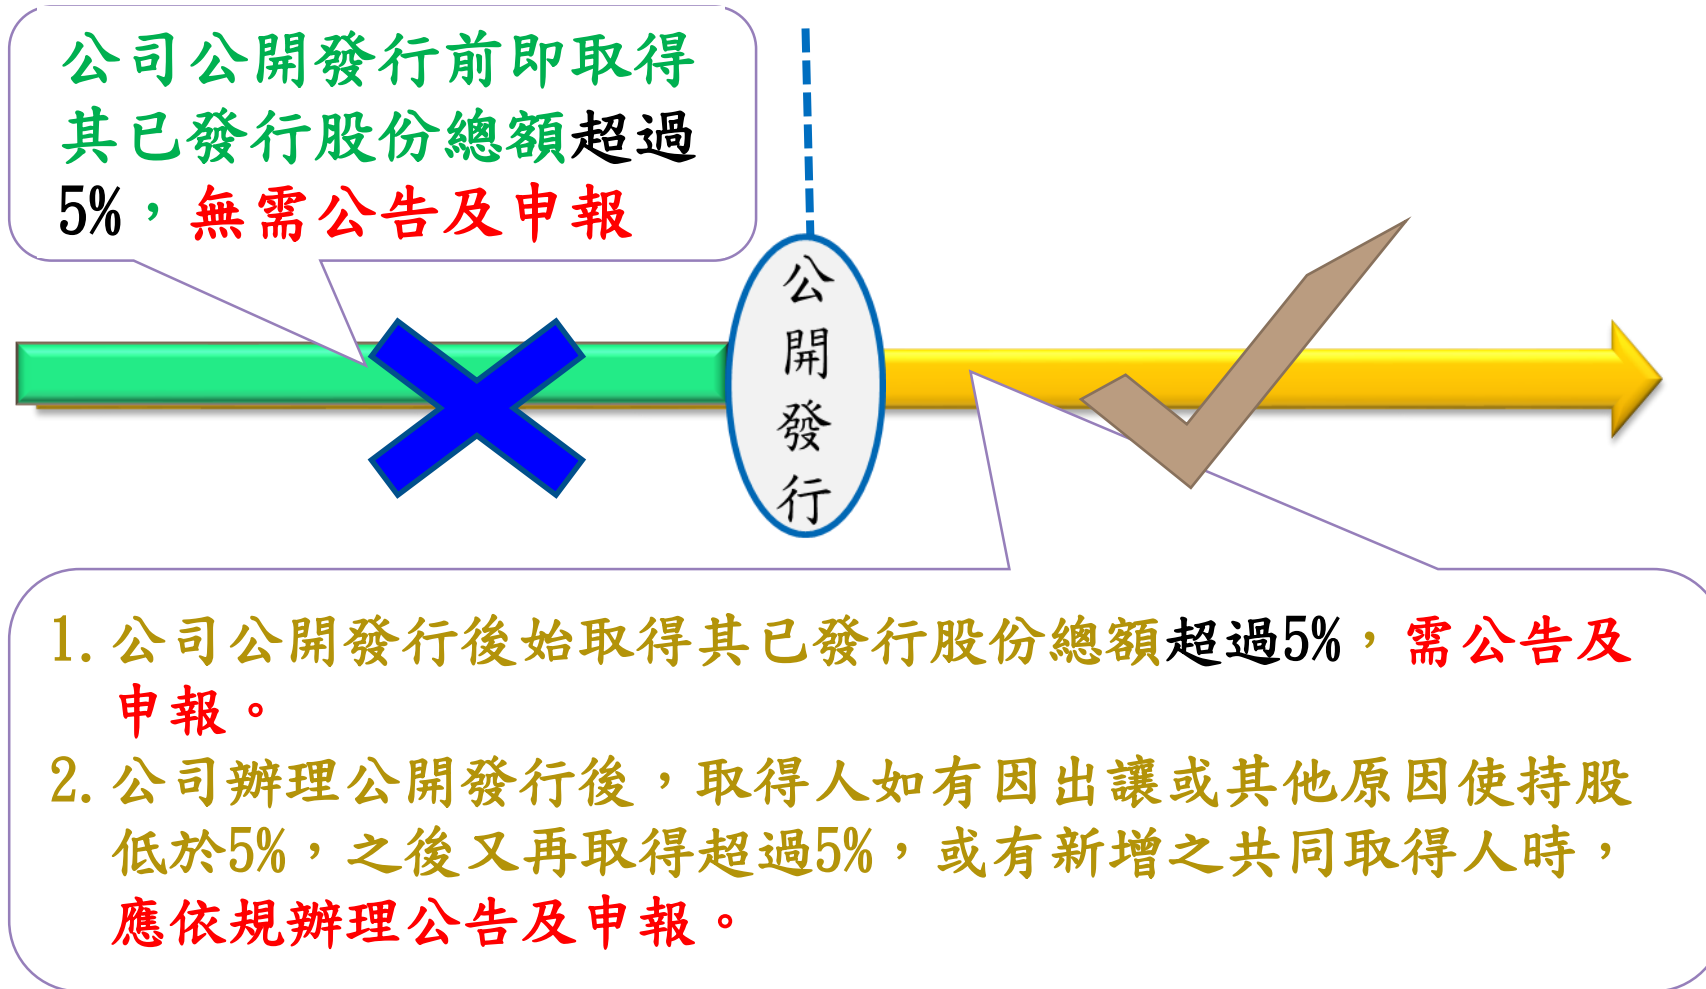 公司公開發行前即取得
其已發行股份總額超過
5%，無需公告及申報
公開發行
1. 公司公開發行後始取得其已發行股份總額超過5%，需公告及
申報。
2. 公司辦理公開發行後，取得人如有因出讓或其他原因使持股
低於5%，之後又再取得超過5%，或有新增之共同取得人時，
應依規辦理公告及申報。